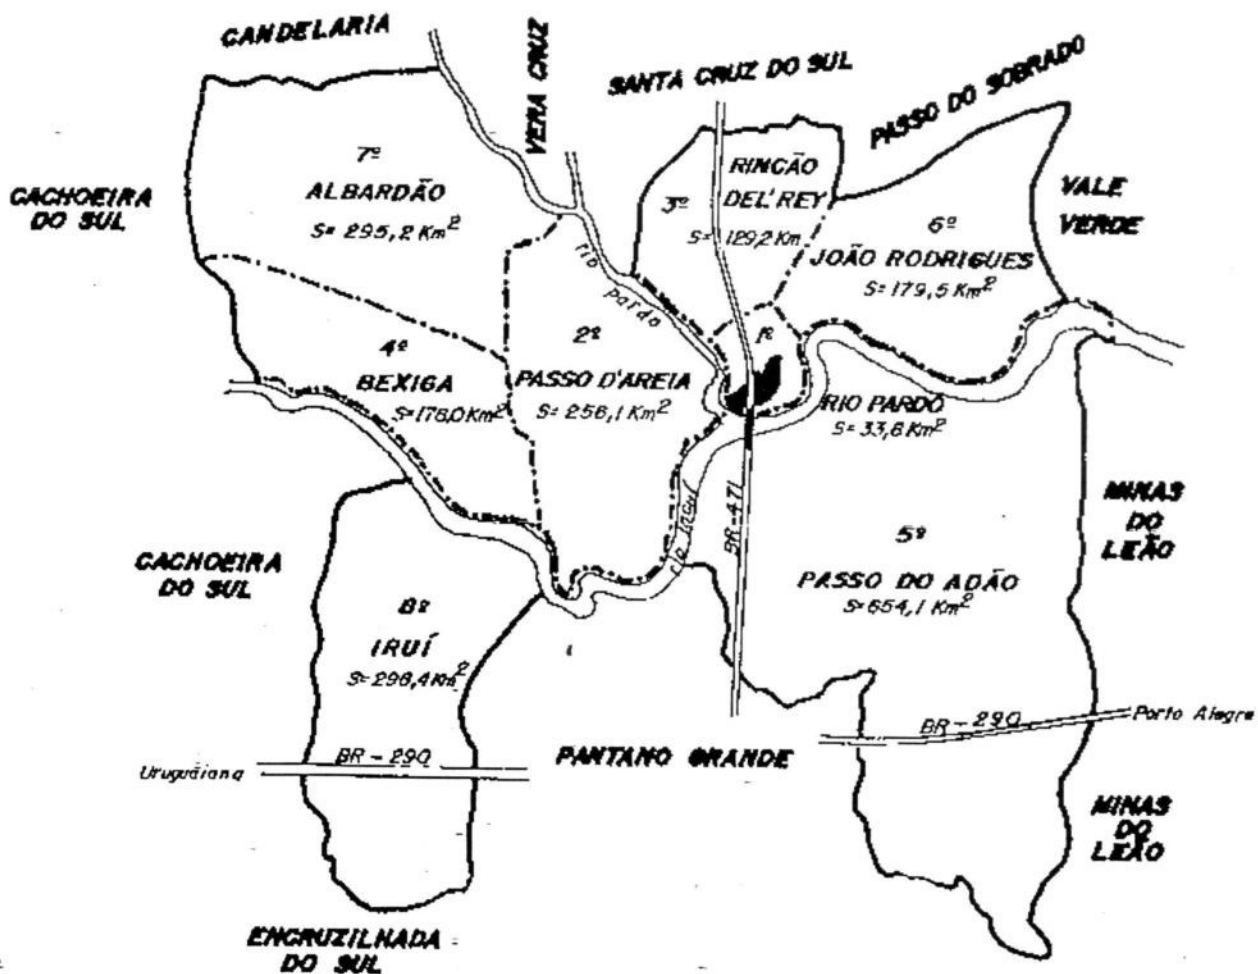 CANDELARIA
VERA CRUZ
SANTA CRUZ DO SUL
PASSO DO SOBRADO
CACHOEIRA
DO SUL
7º
ALBARDÃO
S= 295,2 Km²
3º
RINCÃO
DEL'REY
S= 129,2 Km
6º
JOÃO RODRIGUES
S= 179,5 Km²
VALE
VERDE
rio pardo
4º
BEXIGA
S= 178,0 Km²
2º
PASSO D'AREIA
S= 256,1 Km²
1º
RIO PARDO
S= 33,8 Km²
BR-471
CACHOEIRA
DO SUL
8º
IRUÍ
S= 296,4 Km²
5º
PASSO DO ADÃO
S= 654,1 Km²
MINAS
DO
LEÃO
Uruguaiana
BR-290
PANTANO GRANDE
BR-290
Porto Alegre
MINAS
DO
LEÃO
ENCRUZILHADA
DO SUL